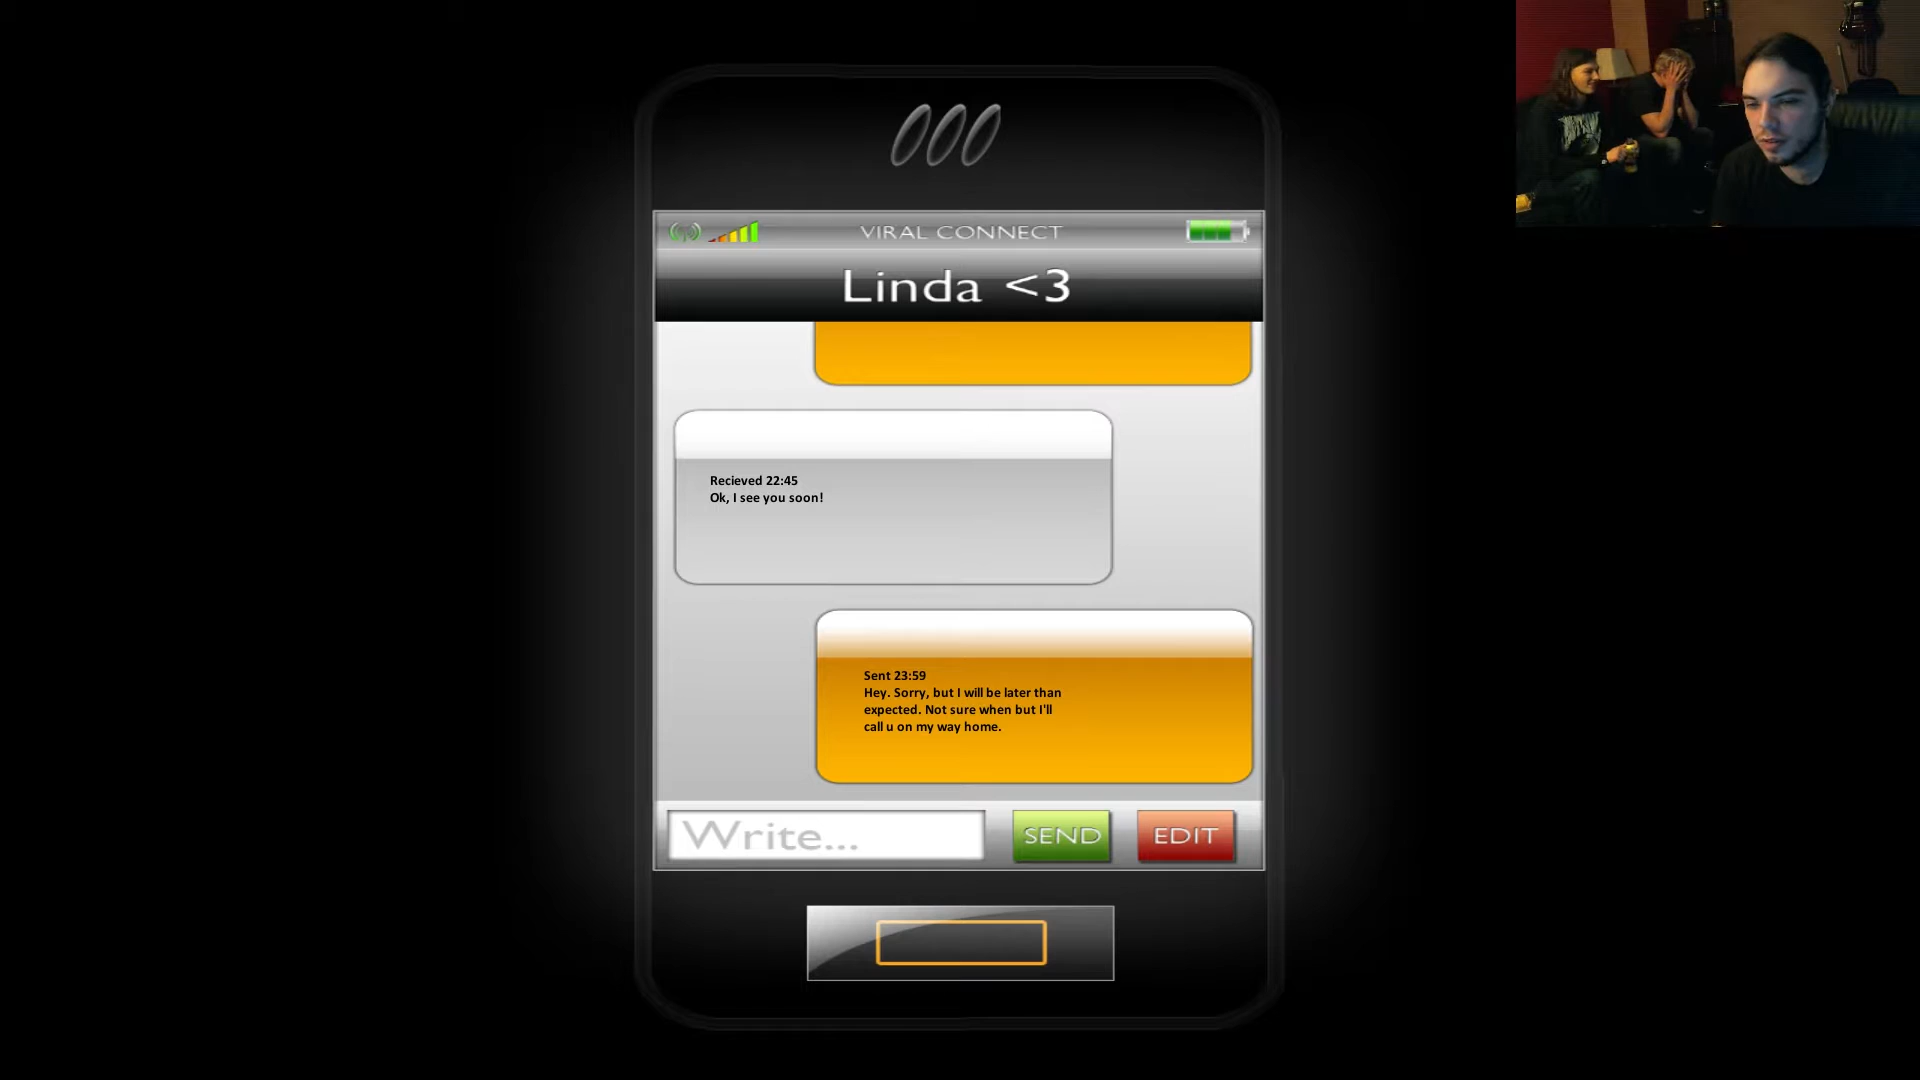 VIRAL CONNECT
Linda <3
Recieved 22:45
Ok, I see you soon!
Sent 23:59
Hey. Sorry, but I will be later than
expected. Not sure when but I'll
call u on my way home.
Write...
SEND
EDIT